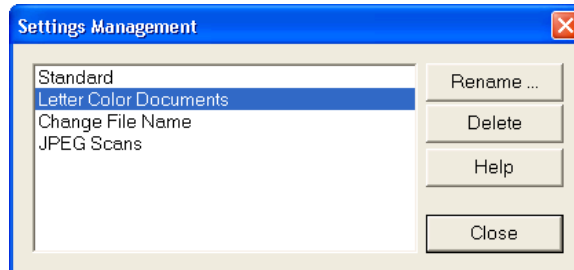 Settings Management
Standard
Letter Color Documents
Change File Name
JPEG Scans
Rename ...
Delete
Help
Close